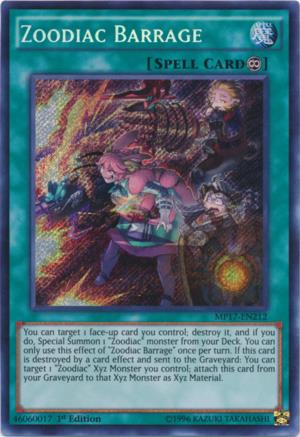 Zoodiac Barrage
[Spell Card]
MP17-EN212
You can target 1 face-up card you control; destroy it, and if you
do, Special Summon 1 "Zoodiac" monster from your Deck. You can
only use this effect of "Zoodiac Barrage" once per turn. If this card
is destroyed by a card effect and sent to the Graveyard: You can
target 1 "Zoodiac" Xyz Monster you control; attach this card
from your Graveyard to that Xyz Monster as Xyz Material.
46060017 1st Edition
©1996 KAZUKI TAKAHASHI